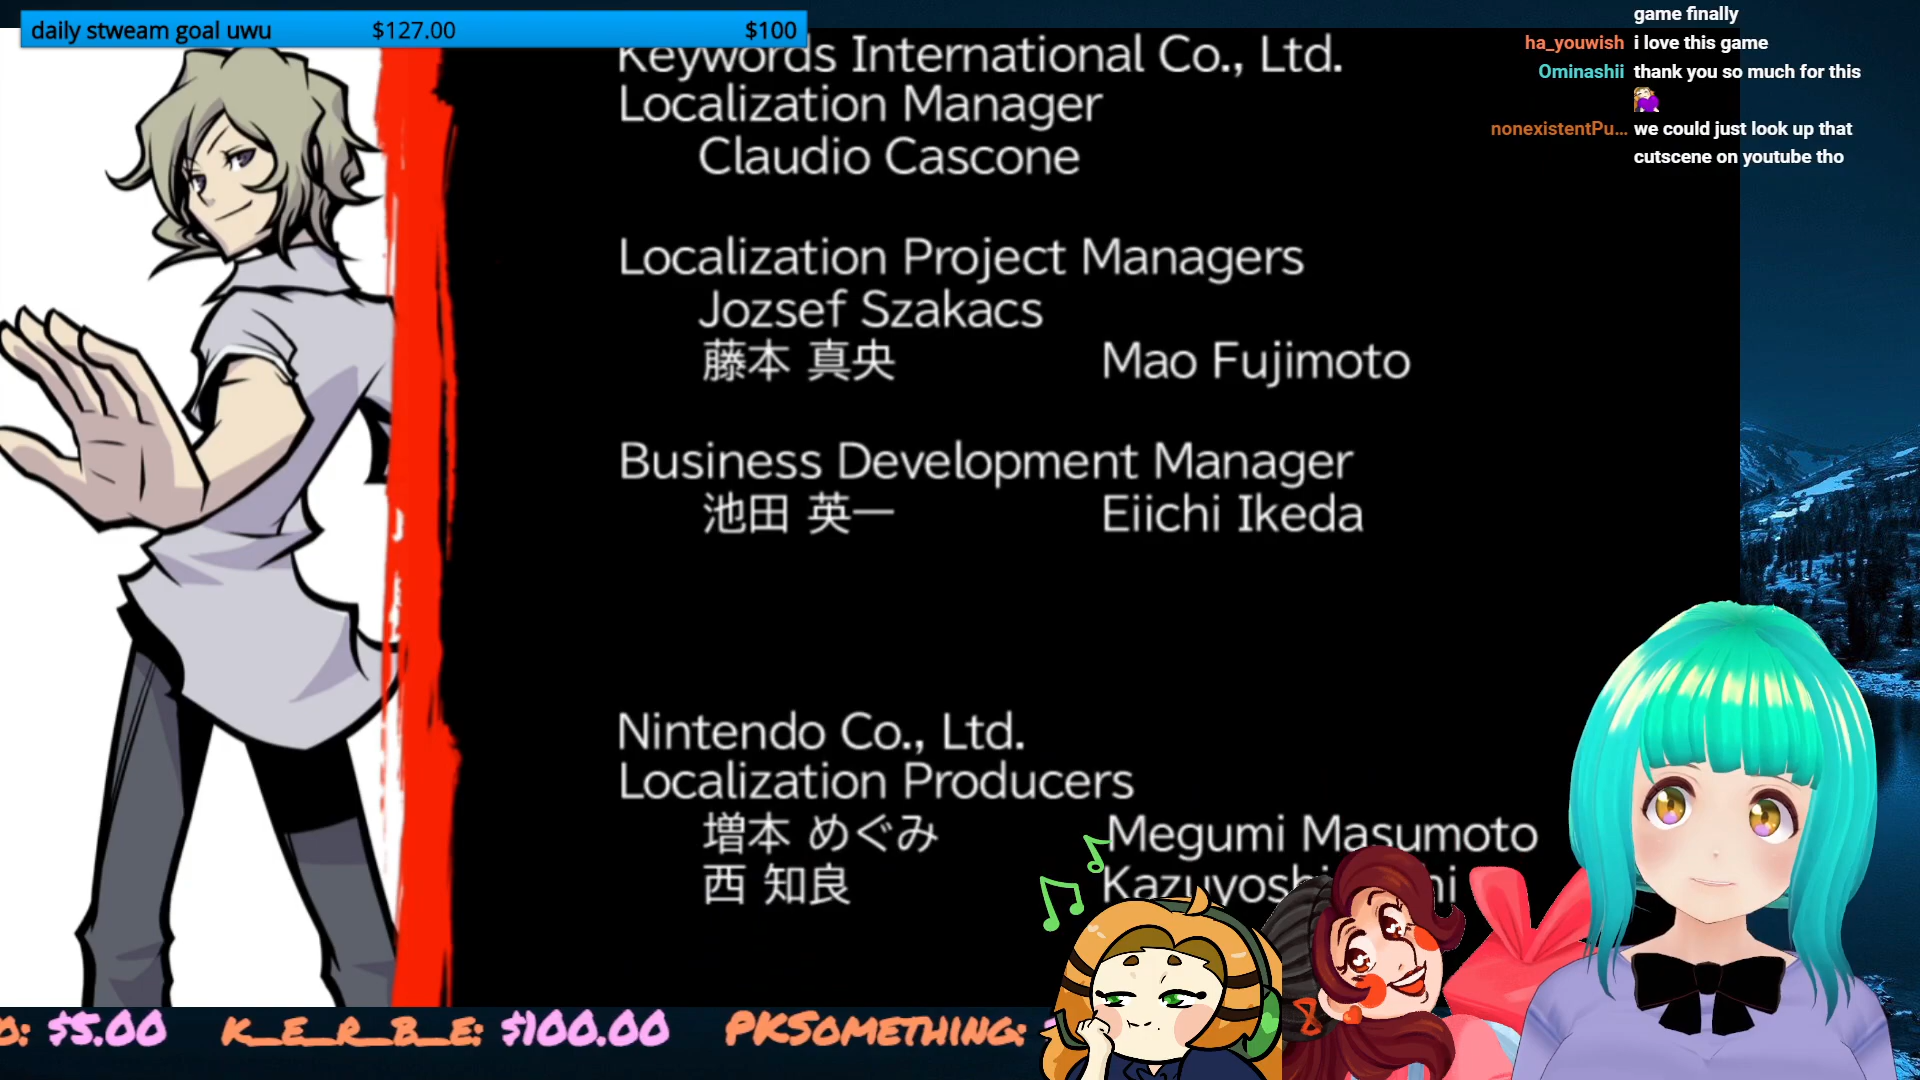 daily stweam goal uwu $127.00 $100
Keywords International Co., Ltd.
Localization Manager
Claudio Cascone
Localization Project Managers
Jozsef Szakacs
藤本 真央 Mao Fujimoto
Business Development Manager
池田 英一 Eiichi Ikeda
Nintendo Co., Ltd.
Localization Producers
増本 めぐみ Megumi Masumoto
西 知良
game finally
ha_youwish i love this game
Ominashii thank you so much for this
nonexistentPu... we could just look up that
cutscene on youtube tho
$5.00 K_E_R_B_E: $100.00 PKSomething: